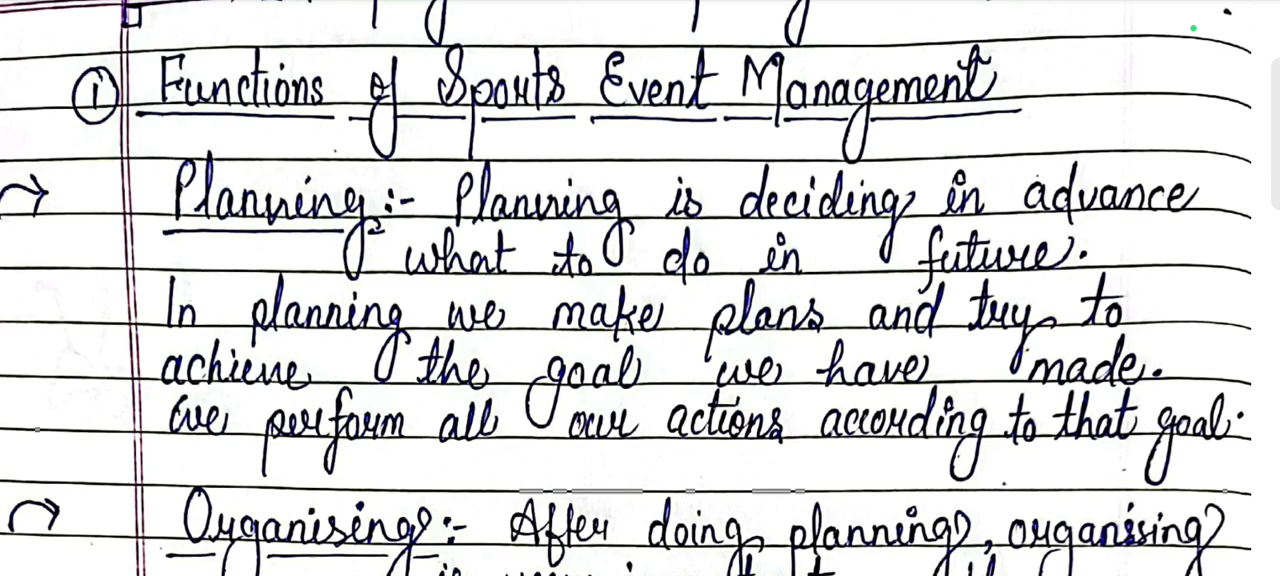 ① Functions of Sports Event Management
→ Planning:- Planning is deciding in advance
what to do in future.
In planning we make plans and try to
achieve the goal we have made.
we perform all our actions according to that goal.
→ Organising:- After doing planning, organising